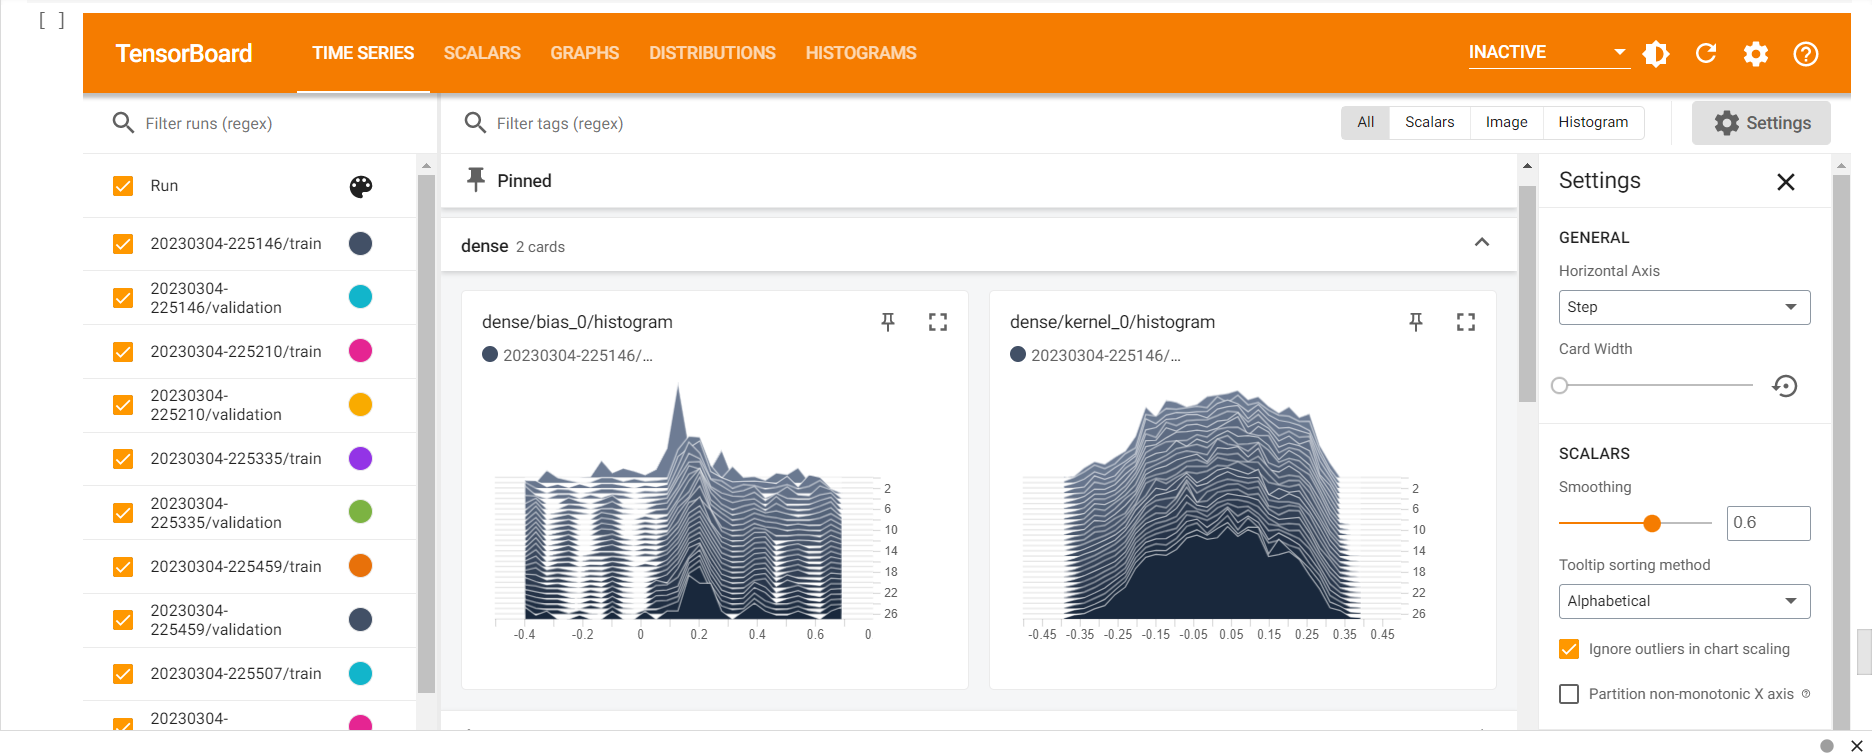 [ ]
TensorBoard
TIME SERIES
SCALARS
GRAPHS
DISTRIBUTIONS
HISTOGRAMS
INACTIVE
Filter runs (regex)
Filter tags (regex)
All
Scalars
Image
Histogram
Settings
Run
20230304-225146/train
20230304-
225146/validation
20230304-225210/train
20230304-
225210/validation
20230304-225335/train
20230304-
225335/validation
20230304-225459/train
20230304-
225459/validation
20230304-225507/train
20230304-
Pinned
dense 2 cards
dense/bias_0/histogram
20230304-225146/...
2
6
10
14
18
22
26
-0.4 -0.2 0 0.2 0.4 0.6 0
dense/kernel_0/histogram
20230304-225146/...
2
6
10
14
18
22
26
-0.45 -0.35 -0.25 -0.15 -0.05 0.05 0.15 0.25 0.35 0.45
Settings
GENERAL
Horizontal Axis
Step
Card Width
SCALARS
Smoothing
0.6
Tooltip sorting method
Alphabetical
Ignore outliers in chart scaling
Partition non-monotonic X axis